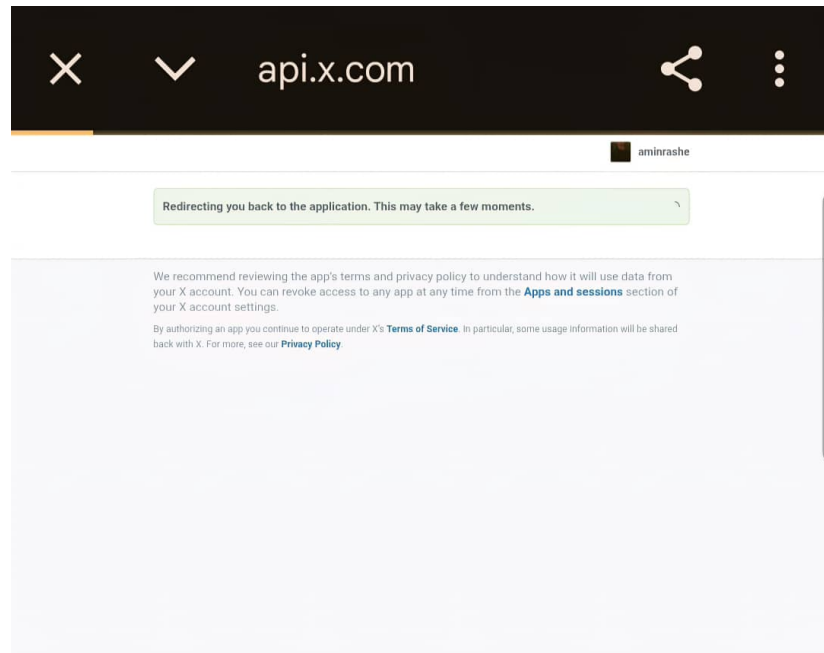 api.x.com
aminrashe
Redirecting you back to the application. This may take a few moments.
We recommend reviewing the app's terms and privacy policy to understand how it will use data from
your X account. You can revoke access to any app at any time from the Apps and sessions section of
your X account settings.
By authorizing an app you continue to operate under X's Terms of Service. In particular, some usage information will be shared
back with X. For more, see our Privacy Policy.